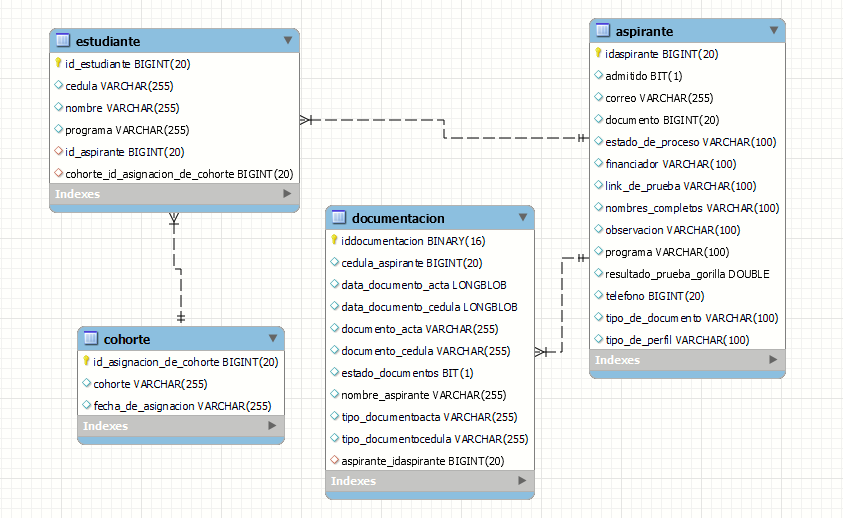 estudiante
id_estudiante BIGINT(20)
cedula VARCHAR(255)
nombre VARCHAR(255)
programa VARCHAR(255)
id_aspirante BIGINT(20)
cohorte_id_asignacion_de_cohorte BIGINT(20)
Indexes
cohorte
id_asignacion_de_cohorte BIGINT(20)
cohorte VARCHAR(255)
fecha_de_asignacion VARCHAR(255)
Indexes
documentacion
iddocumentacion BINARY(16)
cedula_aspirante BIGINT(20)
data_documento_acta LONGBLOB
data_documento_cedula LONGBLOB
documento_acta VARCHAR(255)
documento_cedula VARCHAR(255)
estado_documentos BIT(1)
nombre_aspirante VARCHAR(255)
tipo_documentoacta VARCHAR(255)
tipo_documentocedula VARCHAR(255)
aspirante_idaspirante BIGINT(20)
Indexes
aspirante
idaspirante BIGINT(20)
admitido BIT(1)
correo VARCHAR(255)
documento BIGINT(20)
estado_de_proceso VARCHAR(100)
financiador VARCHAR(100)
link_de_prueba VARCHAR(100)
nombres_completos VARCHAR(100)
observacion VARCHAR(100)
programa VARCHAR(100)
resultado_prueba_gorilla DOUBLE
telefono BIGINT(20)
tipo_de_documento VARCHAR(100)
tipo_de_perfil VARCHAR(100)
Indexes